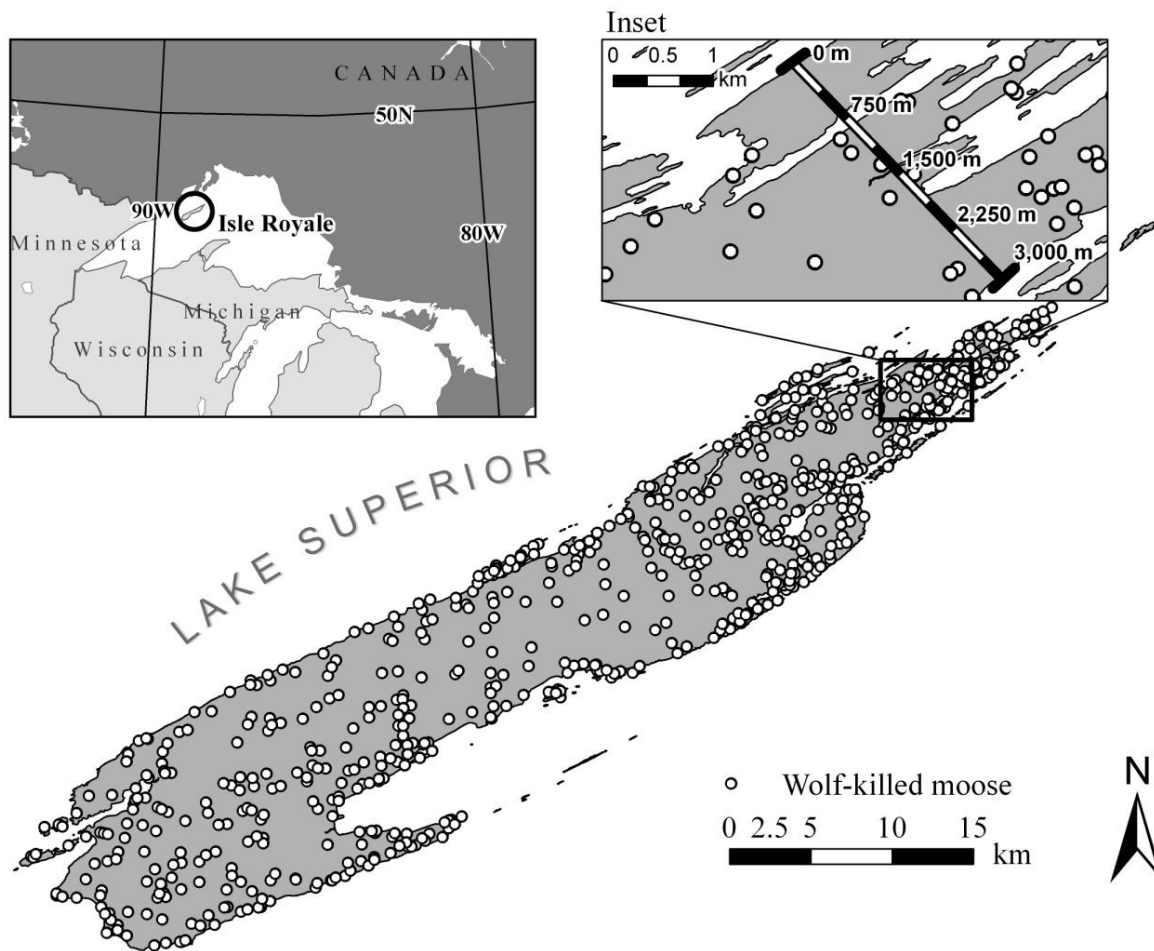 CANADA
50N
90W
Isle Royale
Minnesota
80W
Michigan
Wisconsin
Inset
0 0.5 1
km
0 m
750 m
1,500 m
2,250 m
3,000 m
LAKE SUPERIOR
Wolf-killed moose
0 2.5 5 10 15
km
N